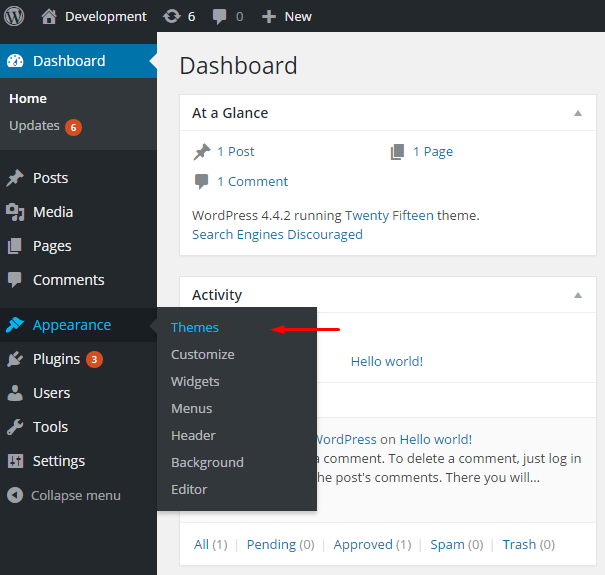 Development 6 0 New
Dashboard
Home
Updates 6
Posts
Media
Pages
Comments
Appearance
Plugins 3
Users
Tools
Settings
Collapse menu
Themes
Customize
Widgets
Menus
Header
Background
Editor
Dashboard
At a Glance
1 Post 1 Page
1 Comment
WordPress 4.4.2 running Twenty Fifteen theme.
Search Engines Discouraged
Activity
Hello world!
WordPress on Hello world!
a comment. To delete a comment, just log in
the post's comments. There you will…
All (1) | Pending (0) | Approved (1) | Spam (0) | Trash (0)